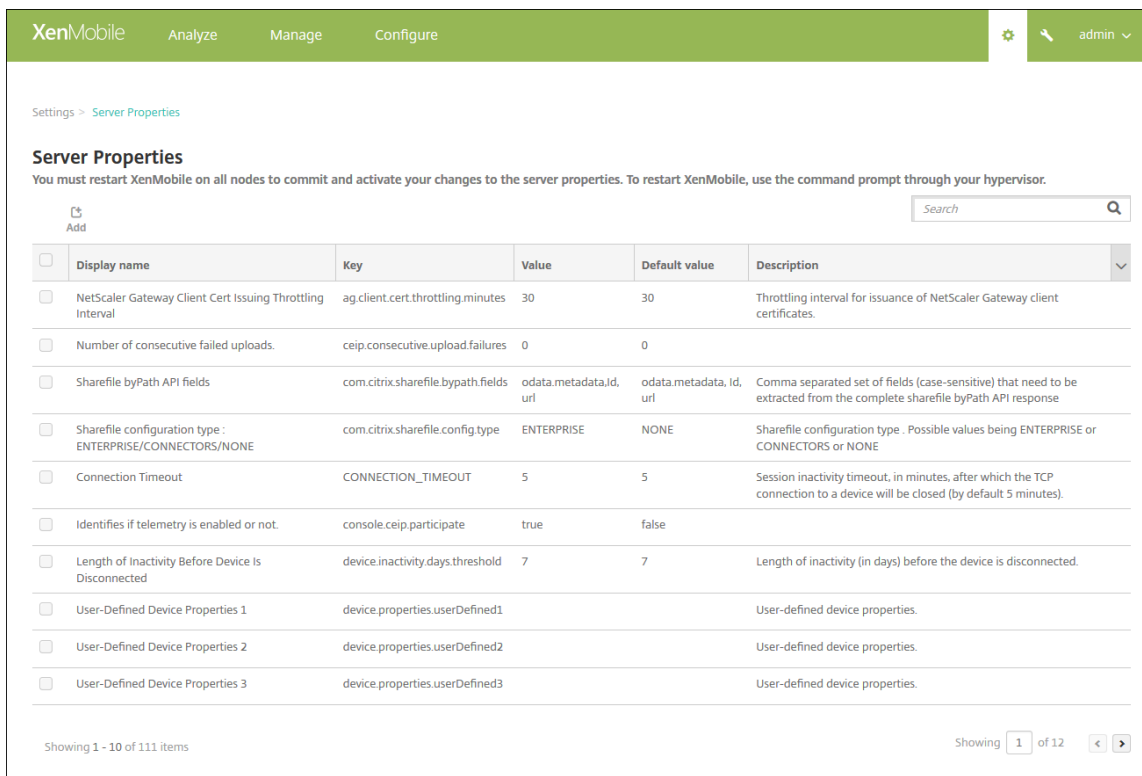 XenMobile Analyze Manage Configure admin
Settings > Server Properties
Server Properties
You must restart XenMobile on all nodes to commit and activate your changes to the server properties. To restart XenMobile, use the command prompt through your hypervisor.
Add
Search
Display name Key Value Default value Description
NetScaler Gateway Client Cert Issuing Throttling ag.client.cert.throttling.minutes 30 30 Throttling interval for issuance of NetScaler Gateway client
Interval certificates.
Number of consecutive failed uploads. ceip.consecutive.upload.failures 0 0
Sharefile byPath API fields com.citrix.sharefile.bypath.fields odata.metadata,Id, odata.metadata, Id, Comma separated set of fields (case-sensitive) that need to be
url url extracted from the complete sharefile byPath API response
Sharefile configuration type : com.citrix.sharefile.config.type ENTERPRISE NONE Sharefile configuration type . Possible values being ENTERPRISE or
ENTERPRISE/CONNECTORS/NONE CONNECTORS or NONE
Connection Timeout CONNECTION_TIMEOUT 5 5 Session inactivity timeout, in minutes, after which the TCP
connection to a device will be closed (by default 5 minutes).
Identifies if telemetry is enabled or not. console.ceip.participate true false
Length of Inactivity Before Device Is device.inactivity.days.threshold 7 7 Length of inactivity (in days) before the device is disconnected.
Disconnected
User-Defined Device Properties 1 device.properties.userDefined1 User-defined device properties.
User-Defined Device Properties 2 device.properties.userDefined2 User-defined device properties.
User-Defined Device Properties 3 device.properties.userDefined3 User-defined device properties.
Showing 1 - 10 of 111 items Showing 1 of 12 < >